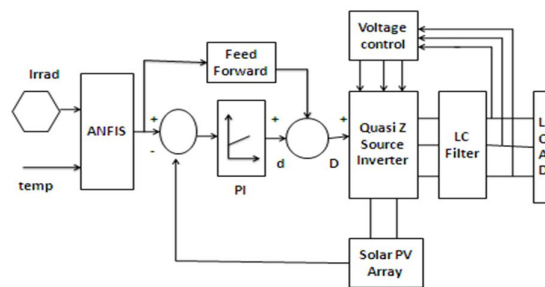 Irrad
temp
ANFIS
Feed
Forward
+
-
PI
+
d
D
+
Voltage
control
Quasi Z
Source
Inverter
LC
Filter
L
O
A
D
Solar PV
Array